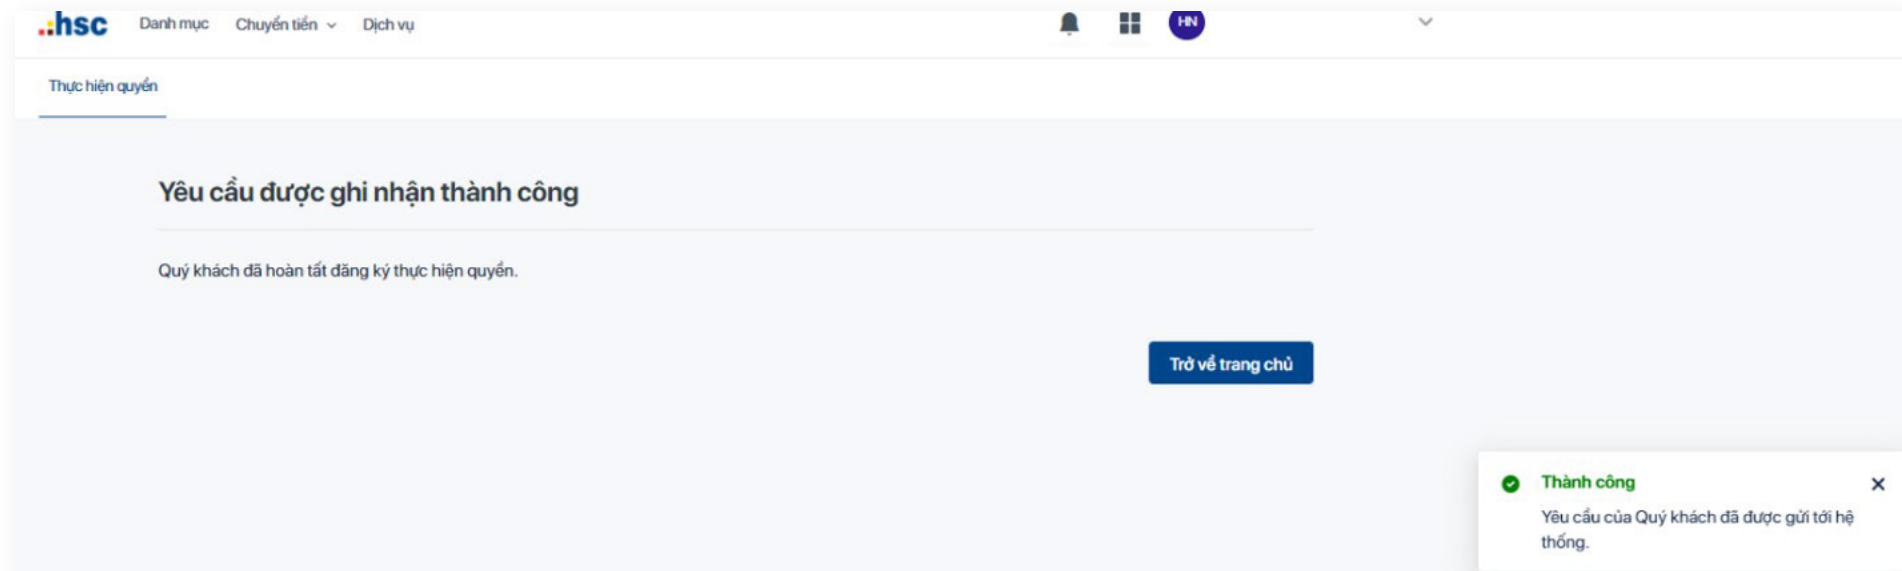 .:hsc Danh mục Chuyển tiền Dịch vụ HN
Thực hiện quyền
Yêu cầu được ghi nhận thành công
Quý khách đã hoàn tất đăng ký thực hiện quyền.
Trở về trang chủ
Thành công
Yêu cầu của Quý khách đã được gửi tới hệ
thống.